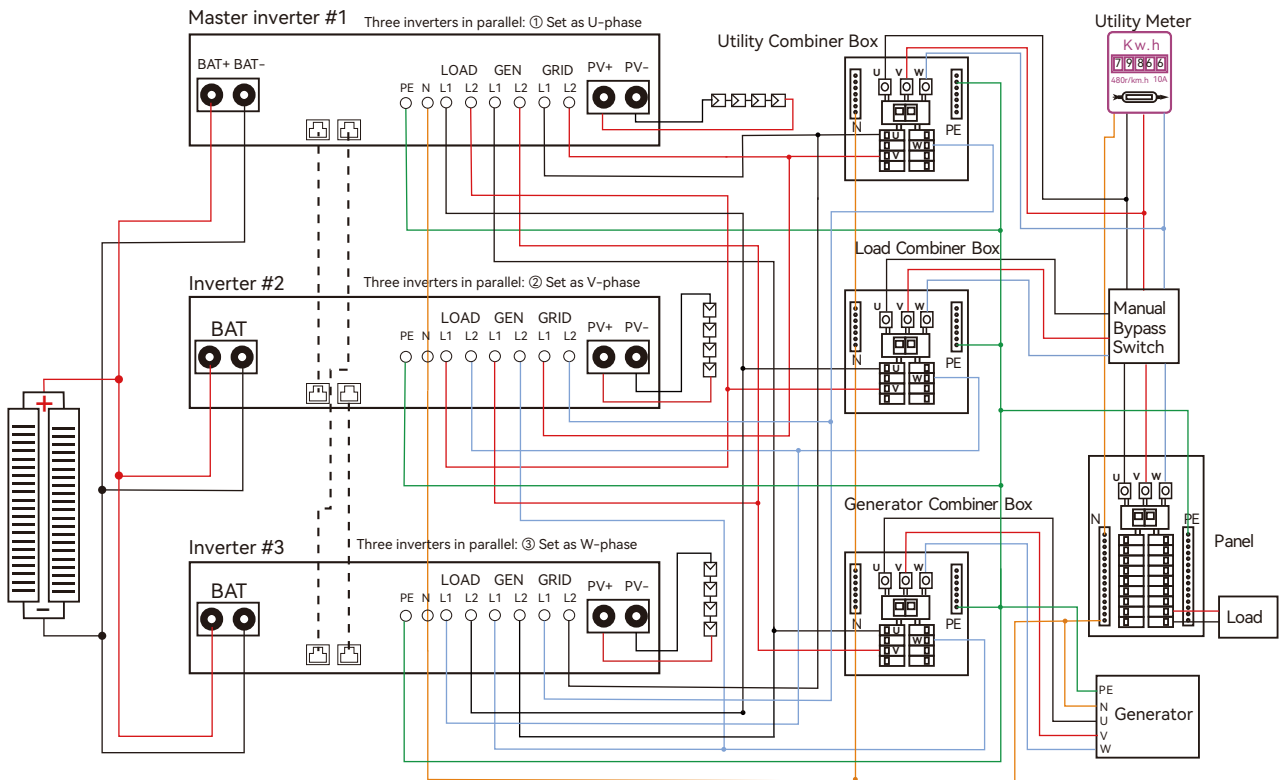 Master inverter #1
Three inverters in parallel: ① Set as U-phase
BAT+ BAT-
LOAD GEN GRID
PE N L1 L2 L1 L2 L1 L2
PV+ PV-
Utility Combiner Box
U V W
N
PE
U
W
V
Utility Meter
Kw.h
79866
480r/km.h 10A
Inverter #2
Three inverters in parallel: ② Set as V-phase
BAT
LOAD GEN GRID
PE N L1 L2 L1 L2 L1 L2
PV+ PV-
Load Combiner Box
U V W
N
PE
U
W
V
Manual
Bypass
Switch
+
−
Inverter #3
Three inverters in parallel: ③ Set as W-phase
BAT
LOAD GEN GRID
PE N L1 L2 L1 L2 L1 L2
PV+ PV-
Generator Combiner Box
U V W
N
PE
U
W
V
U V W
N
PE
Panel
Load
PE
N
U
V
W
Generator